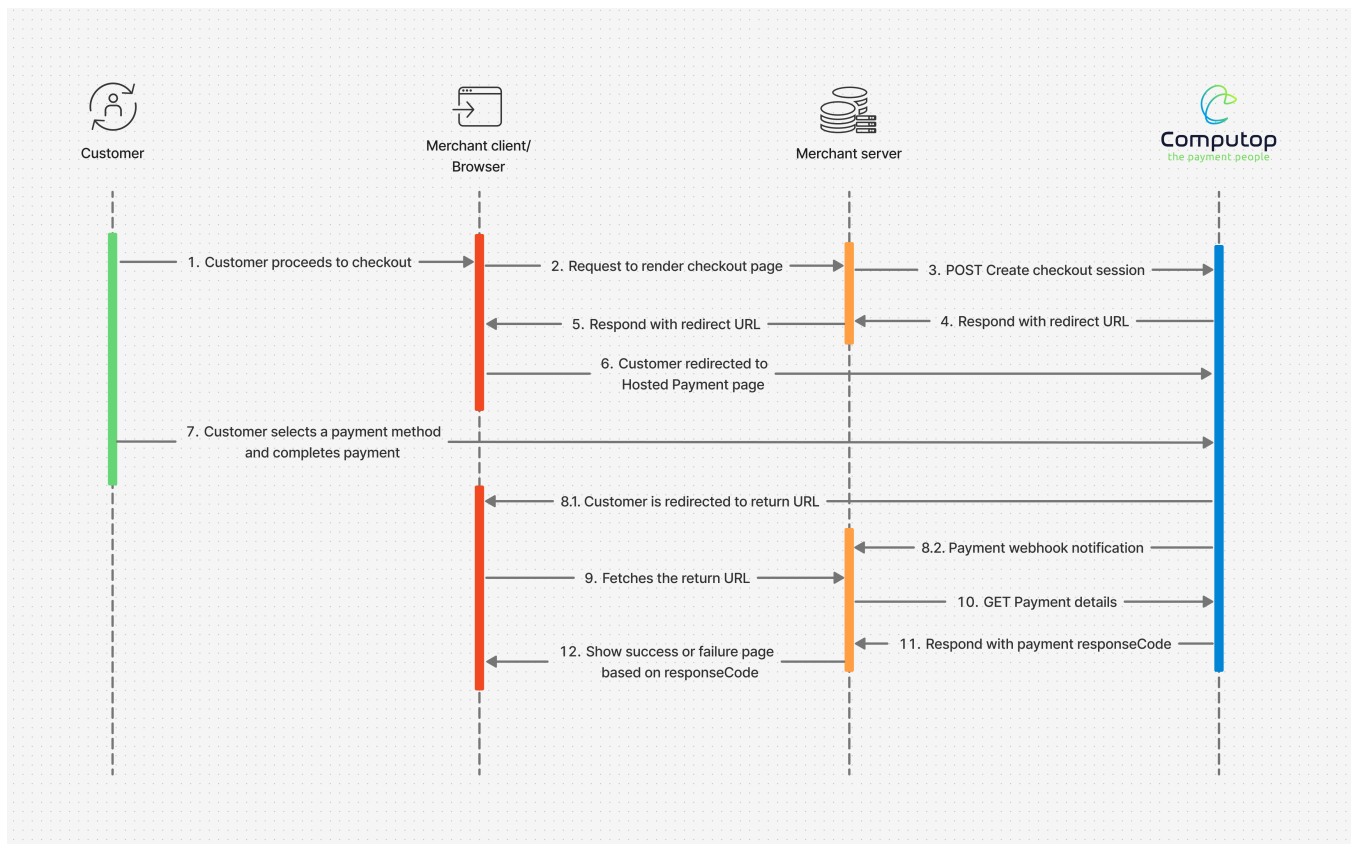 Customer
Merchant client/
Browser
Merchant server
Computop
the payment people
1. Customer proceeds to checkout
2. Request to render checkout page
3. POST Create checkout session
5. Respond with redirect URL
4. Respond with redirect URL
6. Customer redirected to
Hosted Payment page
7. Customer selects a payment method
and completes payment
8.1. Customer is redirected to return URL
8.2. Payment webhook notification
9. Fetches the return URL
10. GET Payment details
11. Respond with payment responseCode
12. Show success or failure page
based on responseCode